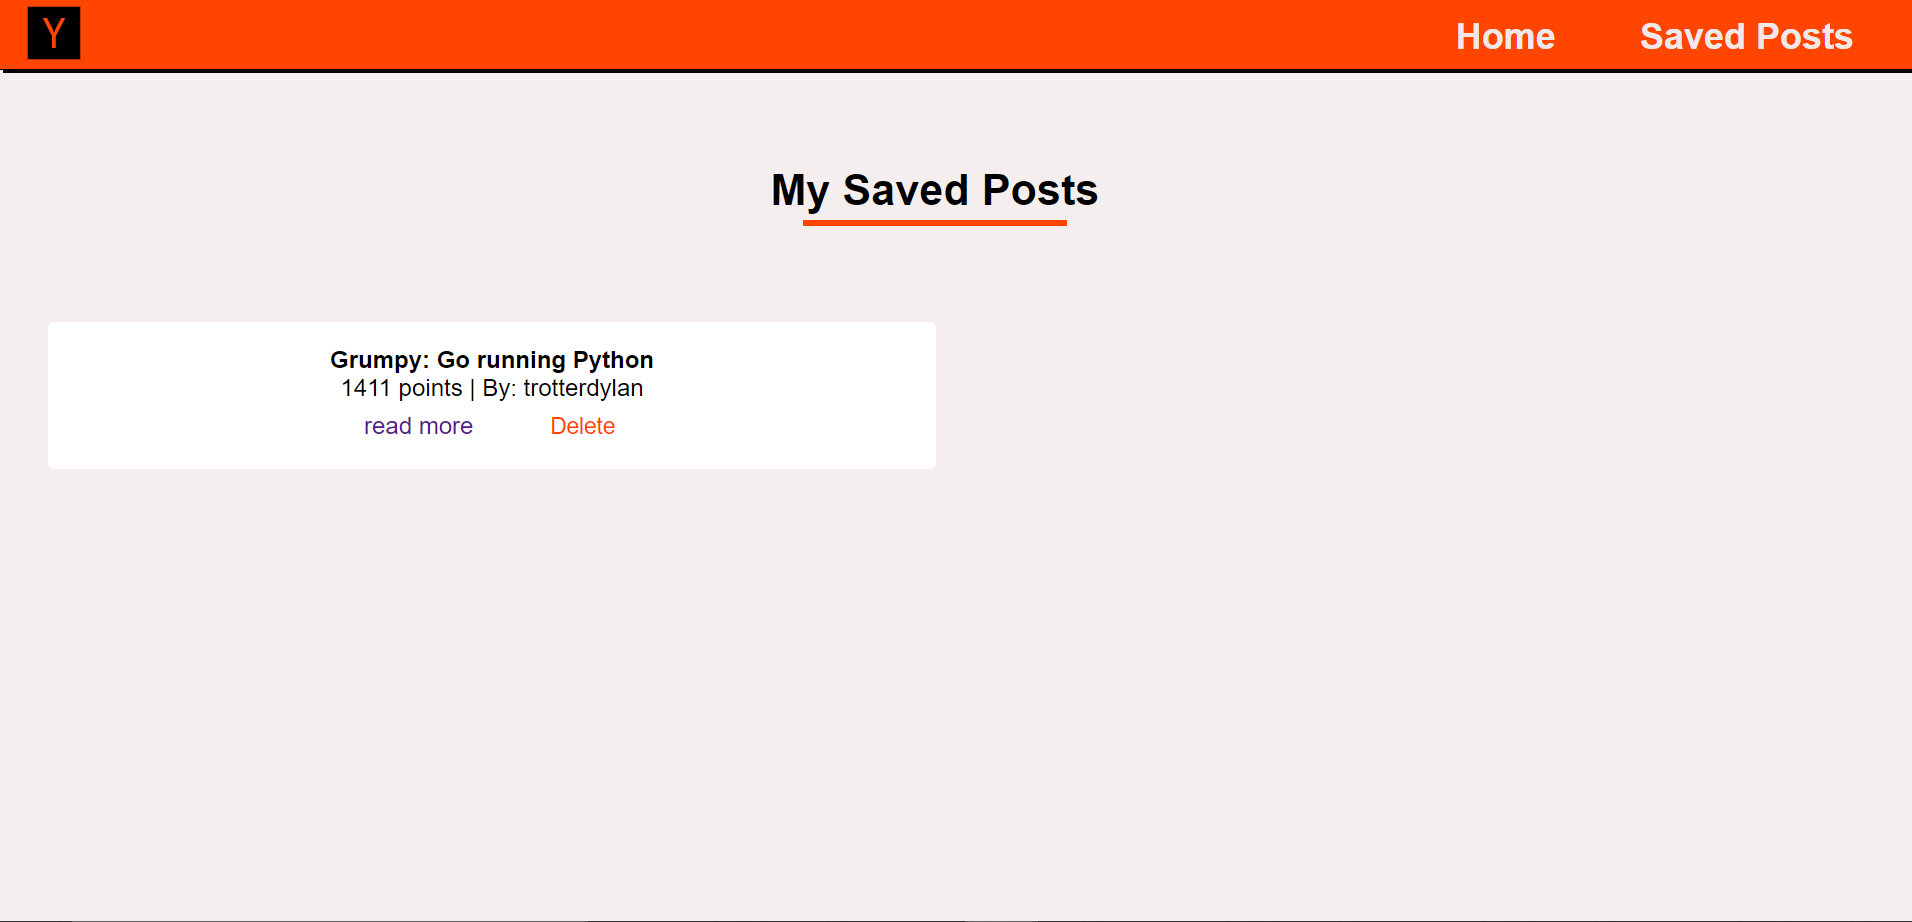 Y Home Saved Posts
My Saved Posts
Grumpy: Go running Python
1411 points | By: trotterdylan
read more Delete